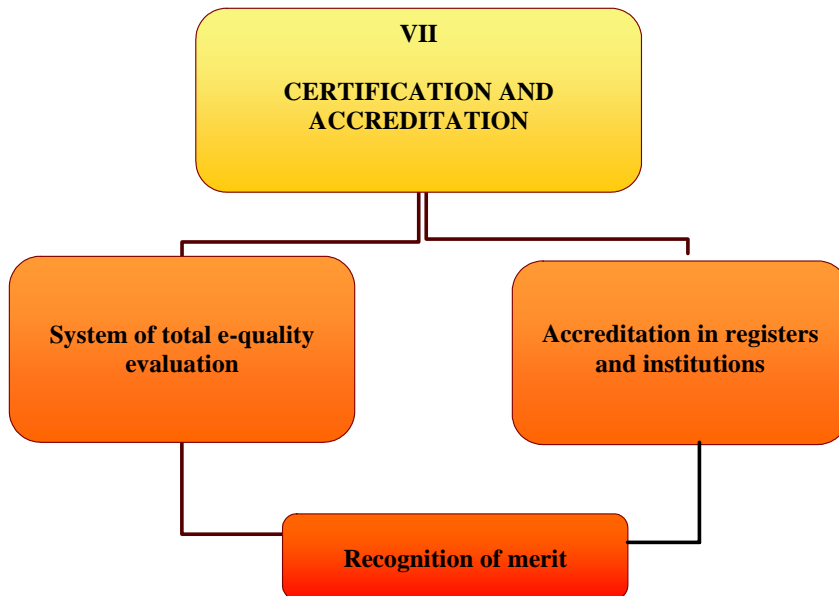 VII
CERTIFICATION AND
ACCREDITATION
System of total e-quality
evaluation
Accreditation in registers
and institutions
Recognition of merit